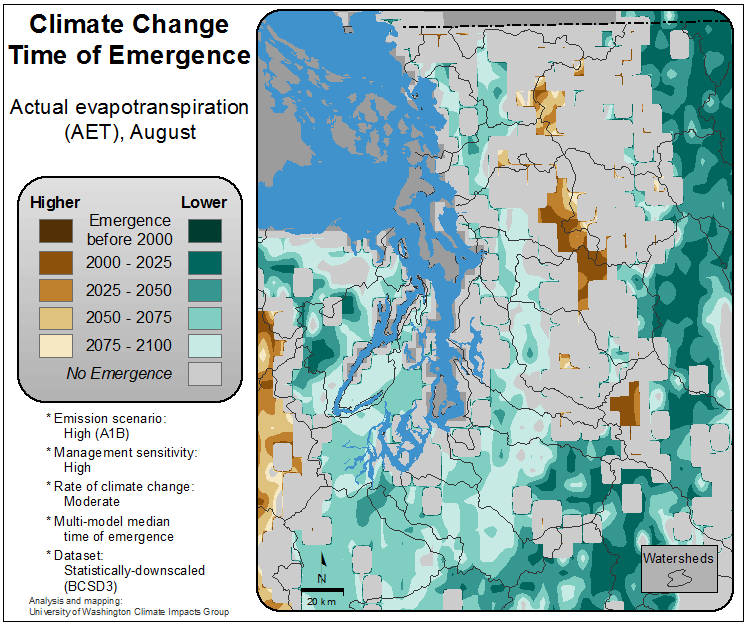 Climate Change
Time of Emergence
Actual evapotranspiration
(AET), August
Higher
Lower
Emergence
before 2000
2000 - 2025
2025 - 2050
2050 - 2075
2075 - 2100
No Emergence
* Emission scenario:
High (A1B)
* Management sensitivity:
High
* Rate of climate change:
Moderate
* Multi-model median
time of emergence
* Dataset:
Statistically-downscaled
(BCSD3)
Analysis and mapping:
University of Washington Climate Impacts Group
N
20 km
Watersheds